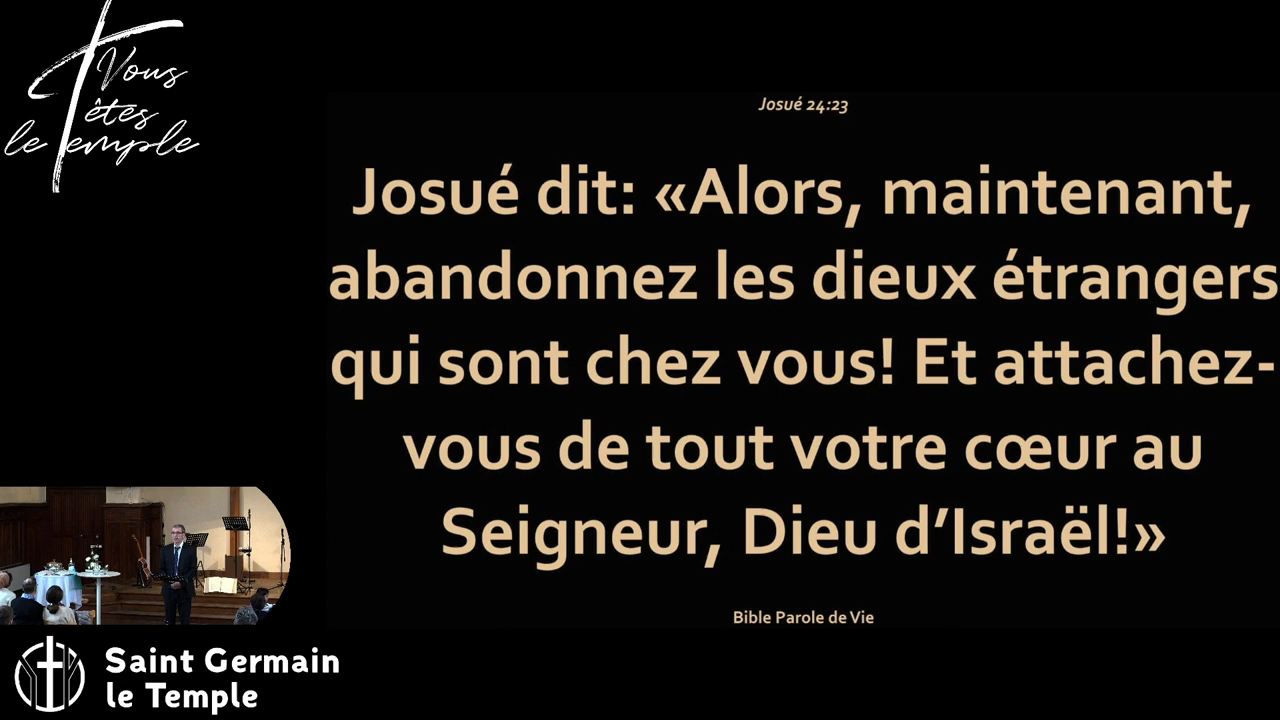 Vous
êtes
le Temple
Josué 24:23
Josué dit: «Alors, maintenant,
abandonnez les dieux étrangers
qui sont chez vous! Et attachez-
vous de tout votre cœur au
Seigneur, Dieu d’Israël!»
Bible Parole de Vie
Saint Germain
le Temple